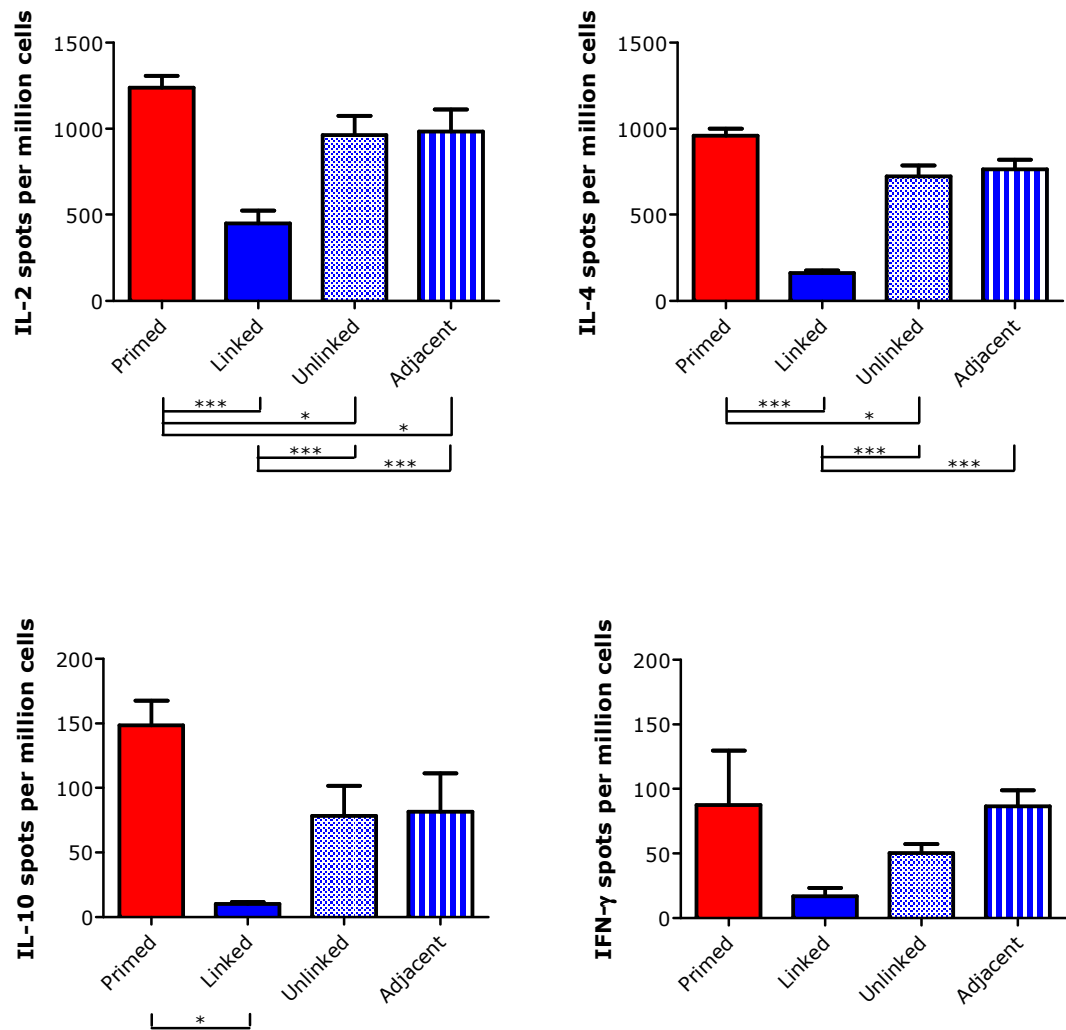 IL-2 spots per million cells
1500
1000
500
0
Primed
Linked
Unlinked
Adjacent
***
*
*
***
***
IL-4 spots per million cells
1500
1000
500
0
Primed
Linked
Unlinked
Adjacent
***
*
***
***
IL-10 spots per million cells
200
150
100
50
0
Primed
Linked
Unlinked
Adjacent
*
IFN-γ spots per million cells
200
150
100
50
0
Primed
Linked
Unlinked
Adjacent